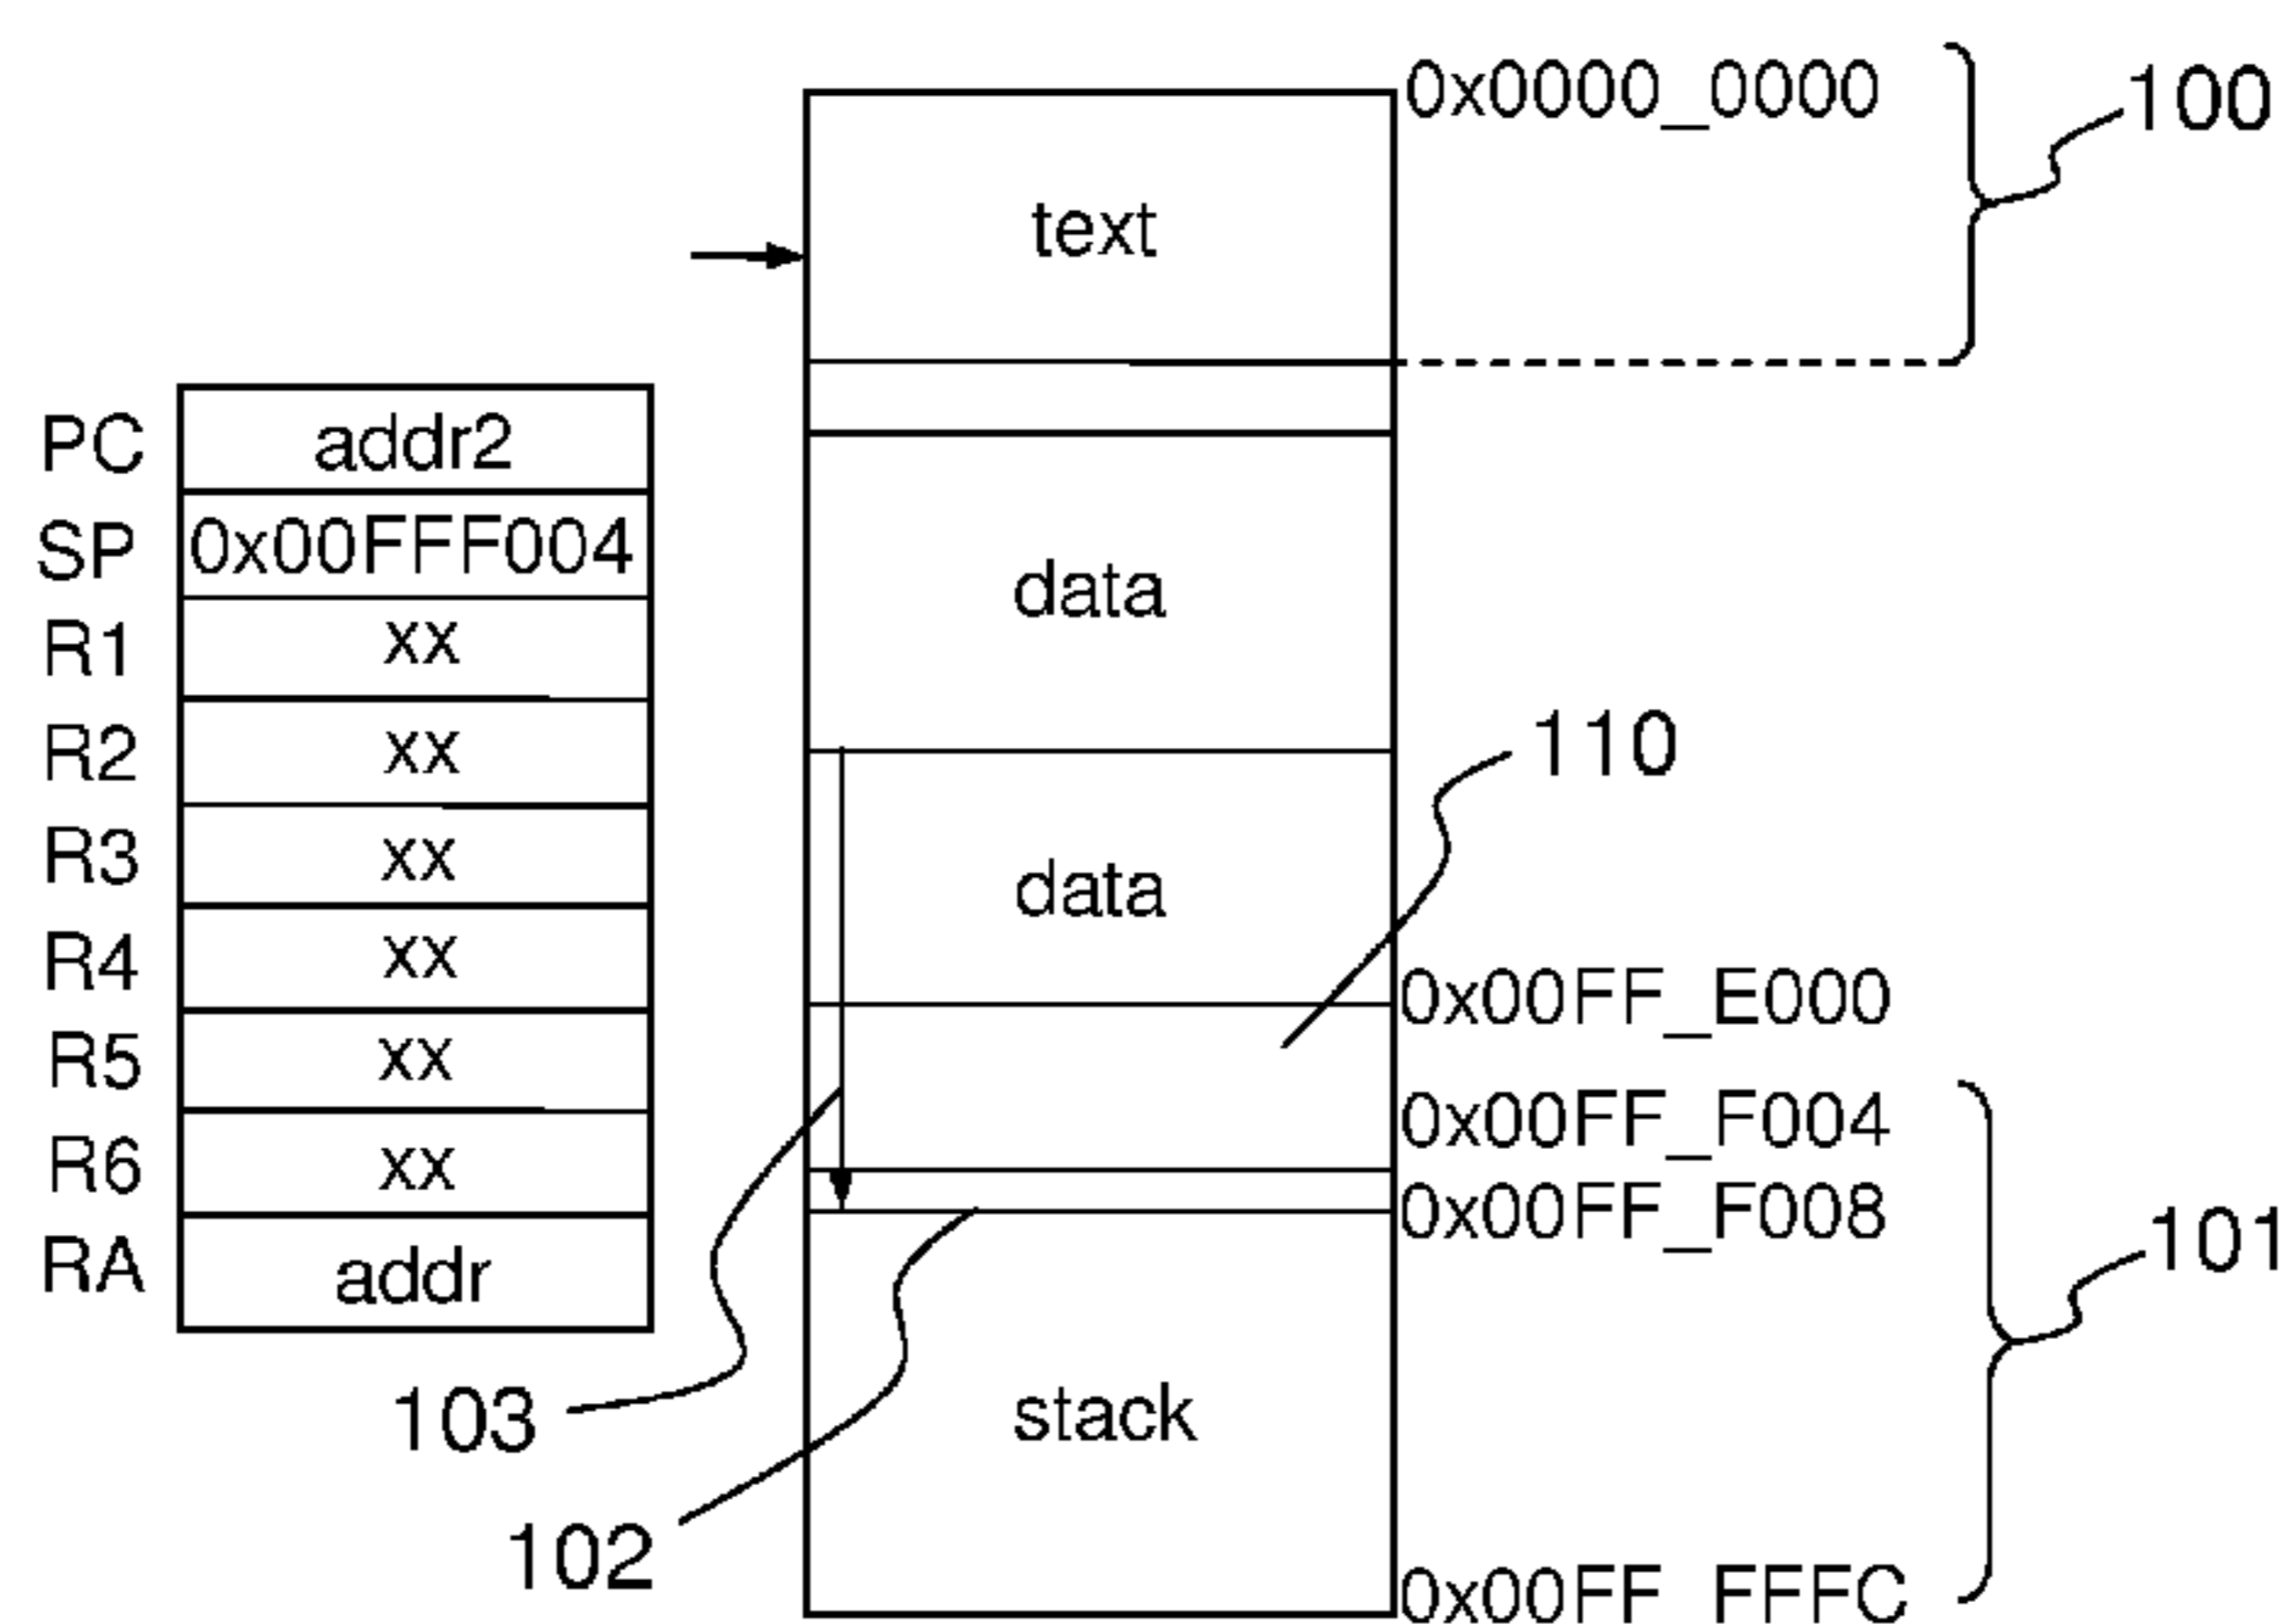 0x0000_0000
100
text
PC addr2
SP 0x00FFF004
data
R1 xx
R2 xx
110
R3 xx
data
R4 xx
0x00FF_E000
R5 xx
0x00FF_F004
R6 xx
0x00FF_F008
101
RA addr
103
stack
102
0x00FF_FFFC